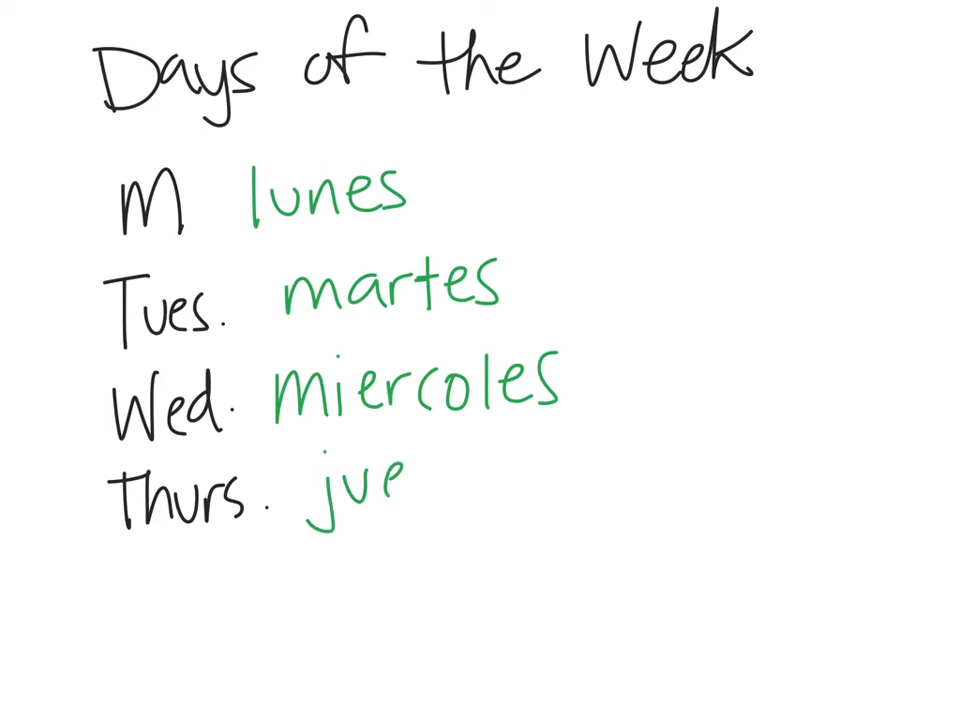 Days of the Week
M lunes
Tues. martes
Wed. miercoles
Thurs. jue